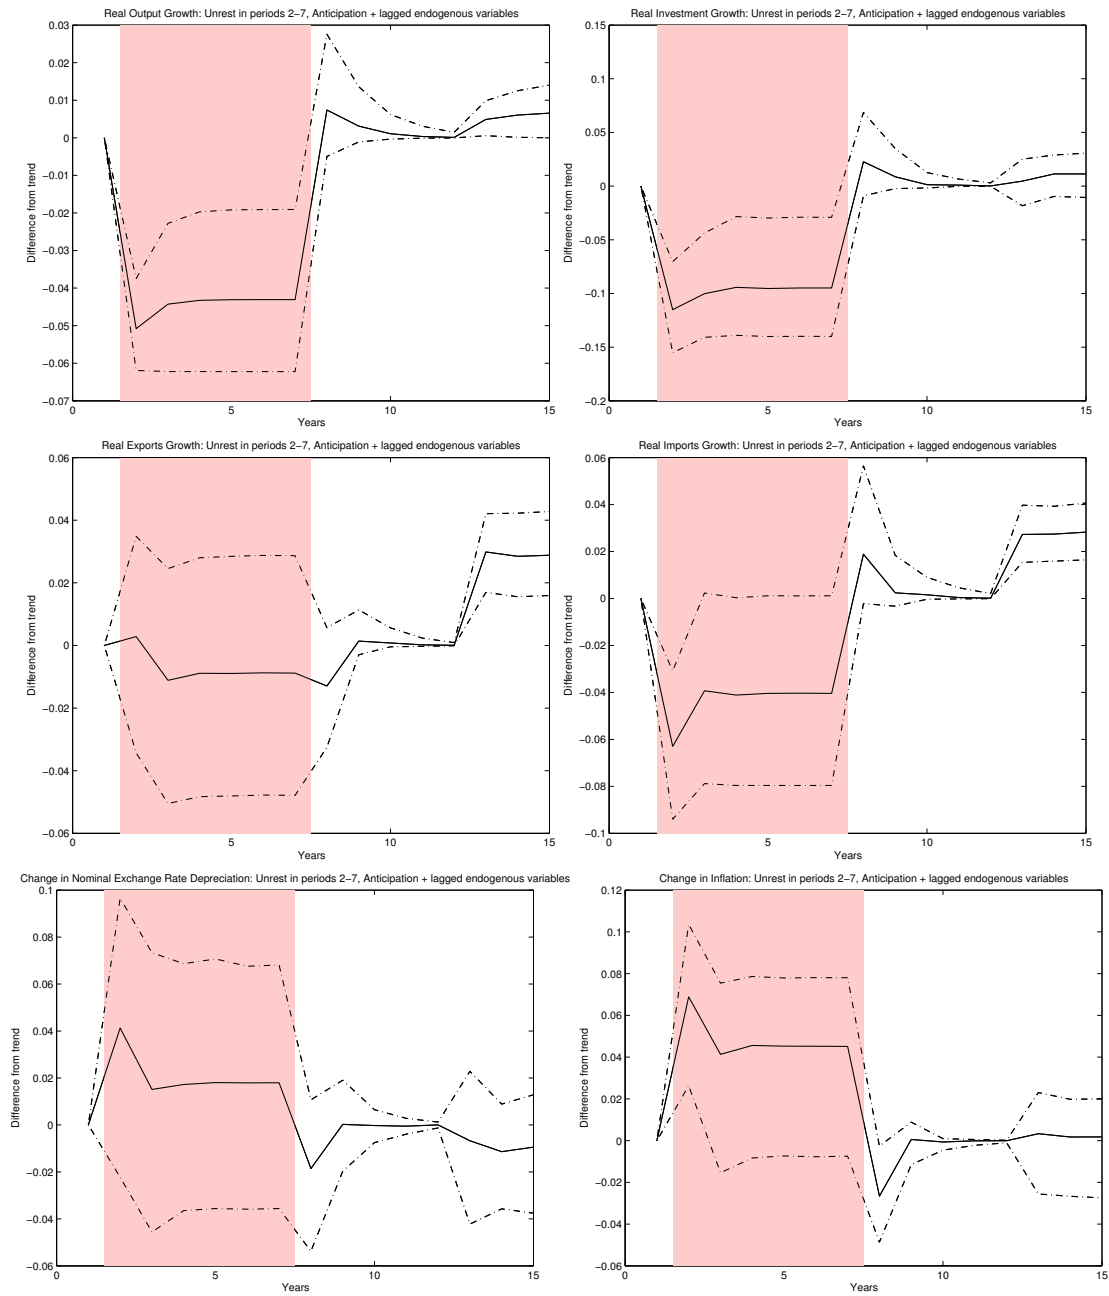 Real Output Growth: Unrest in periods 2−7, Anticipation + lagged endogenous variables
0.03
0.02
0.01
0
−0.01
−0.02
−0.03
−0.04
−0.05
−0.06
−0.07
Difference from trend
0 5 10 15
Years
Real Investment Growth: Unrest in periods 2−7, Anticipation + lagged endogenous variables
0.15
0.1
0.05
0
−0.05
−0.1
−0.15
−0.2
Difference from trend
0 5 10 15
Years
Real Exports Growth: Unrest in periods 2−7, Anticipation + lagged endogenous variables
0.06
0.04
0.02
0
−0.02
−0.04
−0.06
Difference from trend
0 5 10 15
Years
Real Imports Growth: Unrest in periods 2−7, Anticipation + lagged endogenous variables
0.06
0.04
0.02
0
−0.02
−0.04
−0.06
−0.08
−0.1
Difference from trend
0 5 10 15
Years
Change in Nominal Exchange Rate Depreciation: Unrest in periods 2−7, Anticipation + lagged endogenous variables
0.1
0.08
0.06
0.04
0.02
0
−0.02
−0.04
−0.06
Difference from trend
0 5 10 15
Years
Change in Inflation: Unrest in periods 2−7, Anticipation + lagged endogenous variables
0.12
0.1
0.08
0.06
0.04
0.02
0
−0.02
−0.04
−0.06
Difference from trend
0 5 10 15
Years